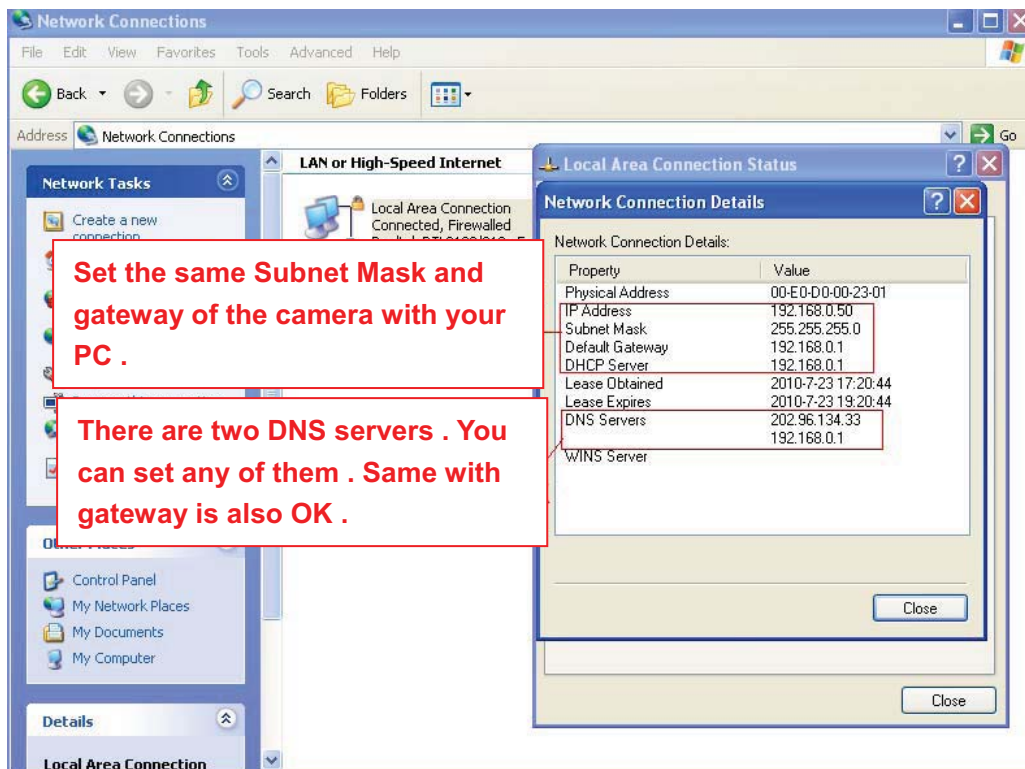 Network Connections
File Edit View Favorites Tools Advanced Help
Back Search Folders
Address Network Connections Go
Network Tasks
Create a new
connection
LAN or High-Speed Internet
Local Area Connection
Connected, Firewalled
Set the same Subnet Mask and
gateway of the camera with your
PC .
There are two DNS servers . You
can set any of them . Same with
gateway is also OK .
Control Panel
My Network Places
My Documents
My Computer
Details
Local Area Connection
Local Area Connection Status
Network Connection Details
Network Connection Details:
Property Value
Physical Address 00-E0-D0-00-23-01
IP Address 192.168.0.50
Subnet Mask 255.255.255.0
Default Gateway 192.168.0.1
DHCP Server 192.168.0.1
Lease Obtained 2010-7-23 17:20:44
Lease Expires 2010-7-23 19:20:44
DNS Servers 202.96.134.33
192.168.0.1
WINS Server
Close
Close